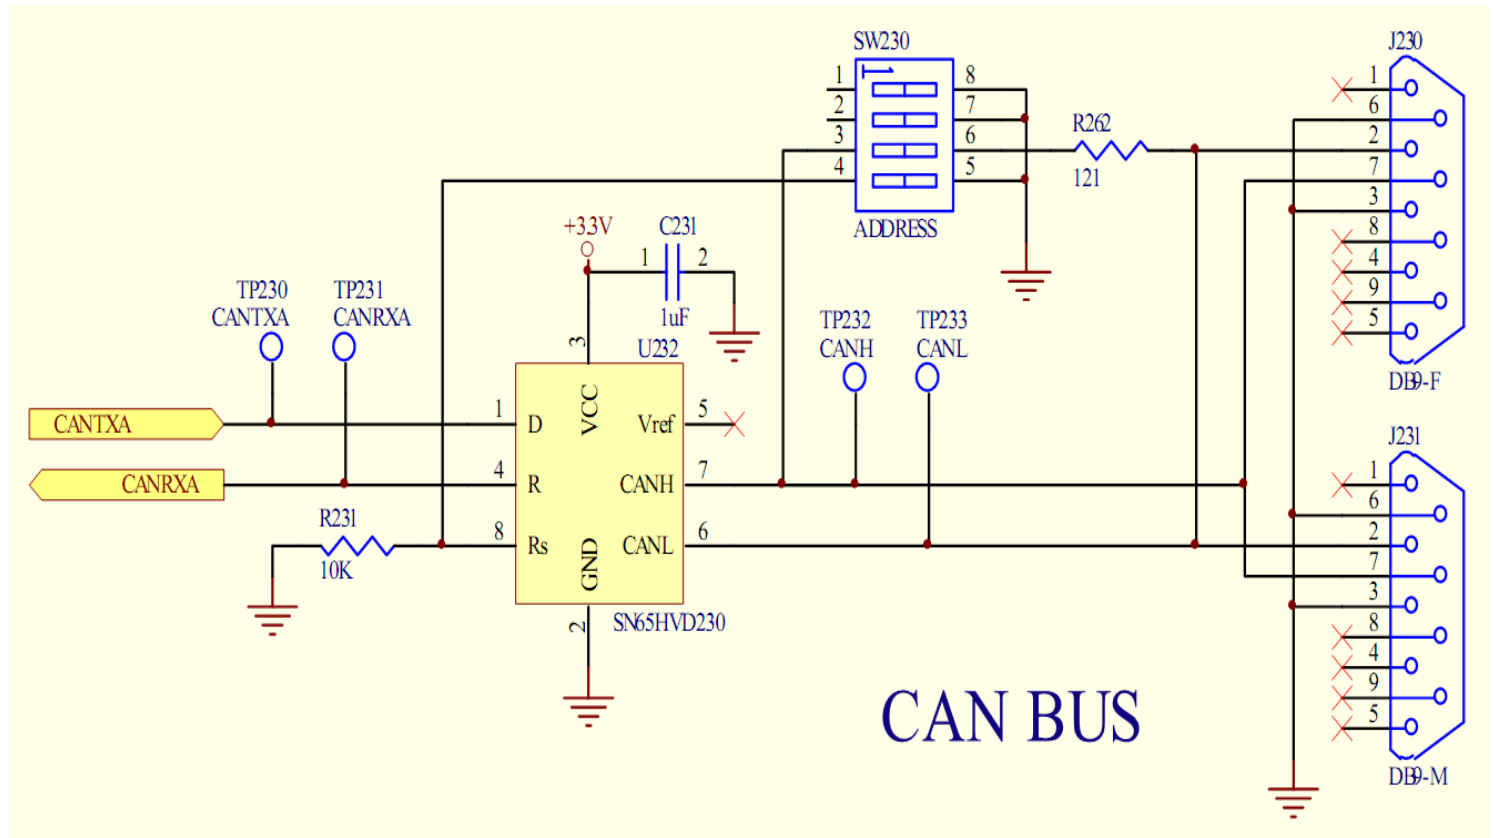 SW230
1
2
3
4
8
7
6
5
ADDRESS
R262
121
J230
1
6
2
7
3
8
4
9
5
DB9-F
+33V
C231
1
2
1uF
TP230
CANTXA
TP231
CANRXA
TP232
CANH
TP233
CANL
CANTXA
CANRXA
R231
10K
U232
3
VCC
1
D
4
R
8
Rs
Vref
5
CANH
7
CANL
6
GND
2
SN65HVD230
J231
1
6
2
7
3
8
4
9
5
DB9-M
CAN BUS